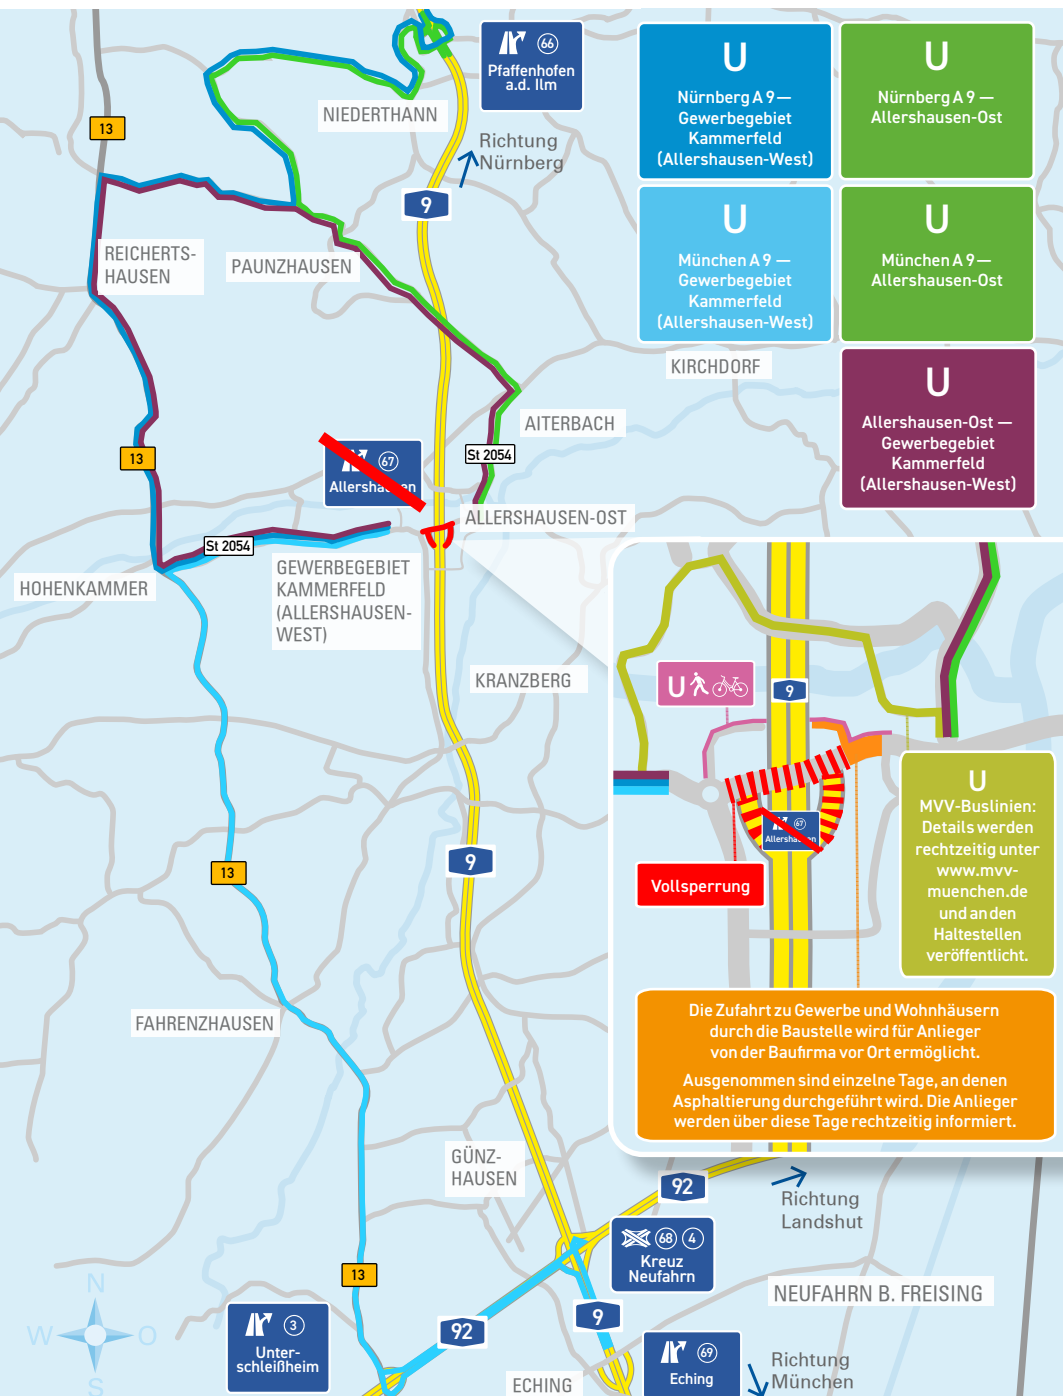 66
Pfaffenhofen
a.d. Ilm
U
Nürnberg A 9 —
Gewerbegebiet
Kammerfeld
(Allershausen-West)
U
Nürnberg A 9 —
Allershausen-Ost
U
München A 9 —
Gewerbegebiet
Kammerfeld
(Allershausen-West)
U
München A 9 —
Allershausen-Ost
U
Allershausen-Ost —
Gewerbegebiet
Kammerfeld
(Allershausen-West)
NIEDERTHANN
13
Richtung
Nürnberg
9
REICHERTS-
HAUSEN
PAUNZHAUSEN
KIRCHDORF
AITERBACH
13
St 2054
67
Allershausen
ALLERSHAUSEN-OST
St 2054
HOHENKAMMER
GEWERBEGEBIET
KAMMERFELD
(ALLERSHAUSEN-
WEST)
KRANZBERG
U
9
67
Allershausen
Vollsperrung
U
MVV-Buslinien:
Details werden
rechtzeitig unter
www.mvv-
muenchen.de
und an den
Haltestellen
veröffentlicht.
Die Zufahrt zu Gewerbe und Wohnhäusern
durch die Baustelle wird für Anlieger
von der Baufirma vor Ort ermöglicht.
Ausgenommen sind einzelne Tage, an denen
Asphaltierung durchgeführt wird. Die Anlieger
werden über diese Tage rechtzeitig informiert.
9
13
FAHRENZHAUSEN
GÜNZ-
HAUSEN
92
Richtung
Landshut
68 4
Kreuz
Neufahrn
13
NEUFAHRN B. FREISING
N
W O
S
3
Unter-
schleißheim
92
9
69
Eching
Richtung
München
ECHING